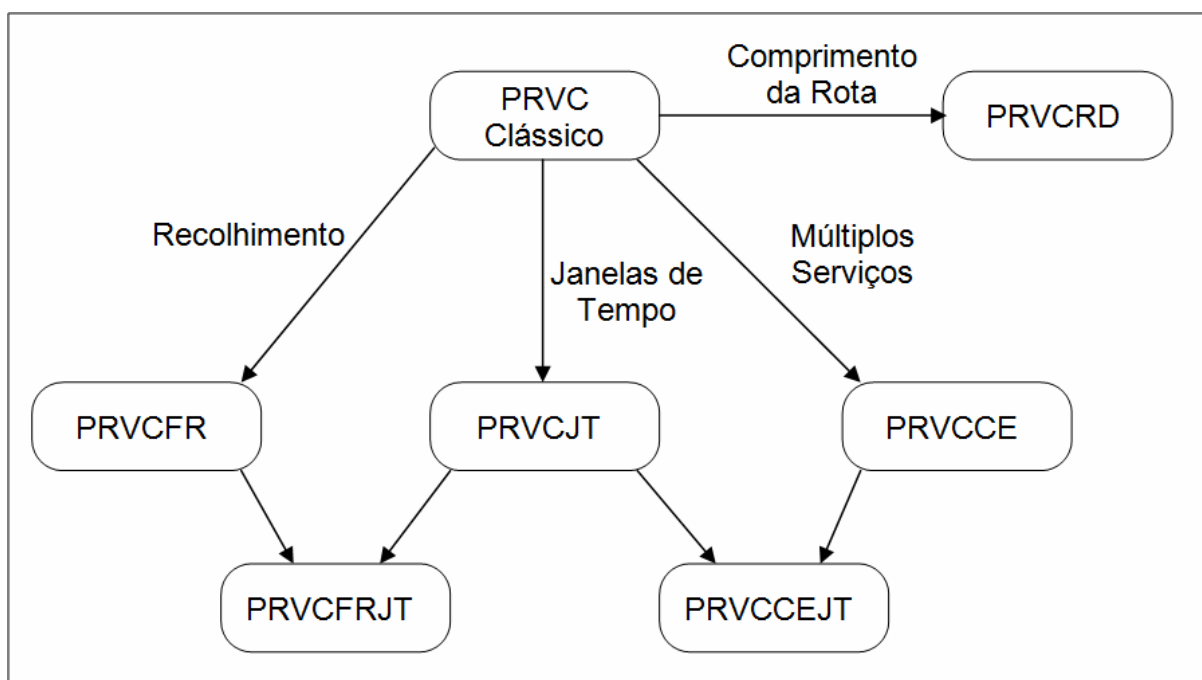 Comprimento
da Rota
PRVC
Clássico
PRVCRD
Recolhimento
Janelas de
Tempo
Múltiplos
Serviços
PRVCFR
PRVCJT
PRVCCE
PRVCFRJT
PRVCCEJT